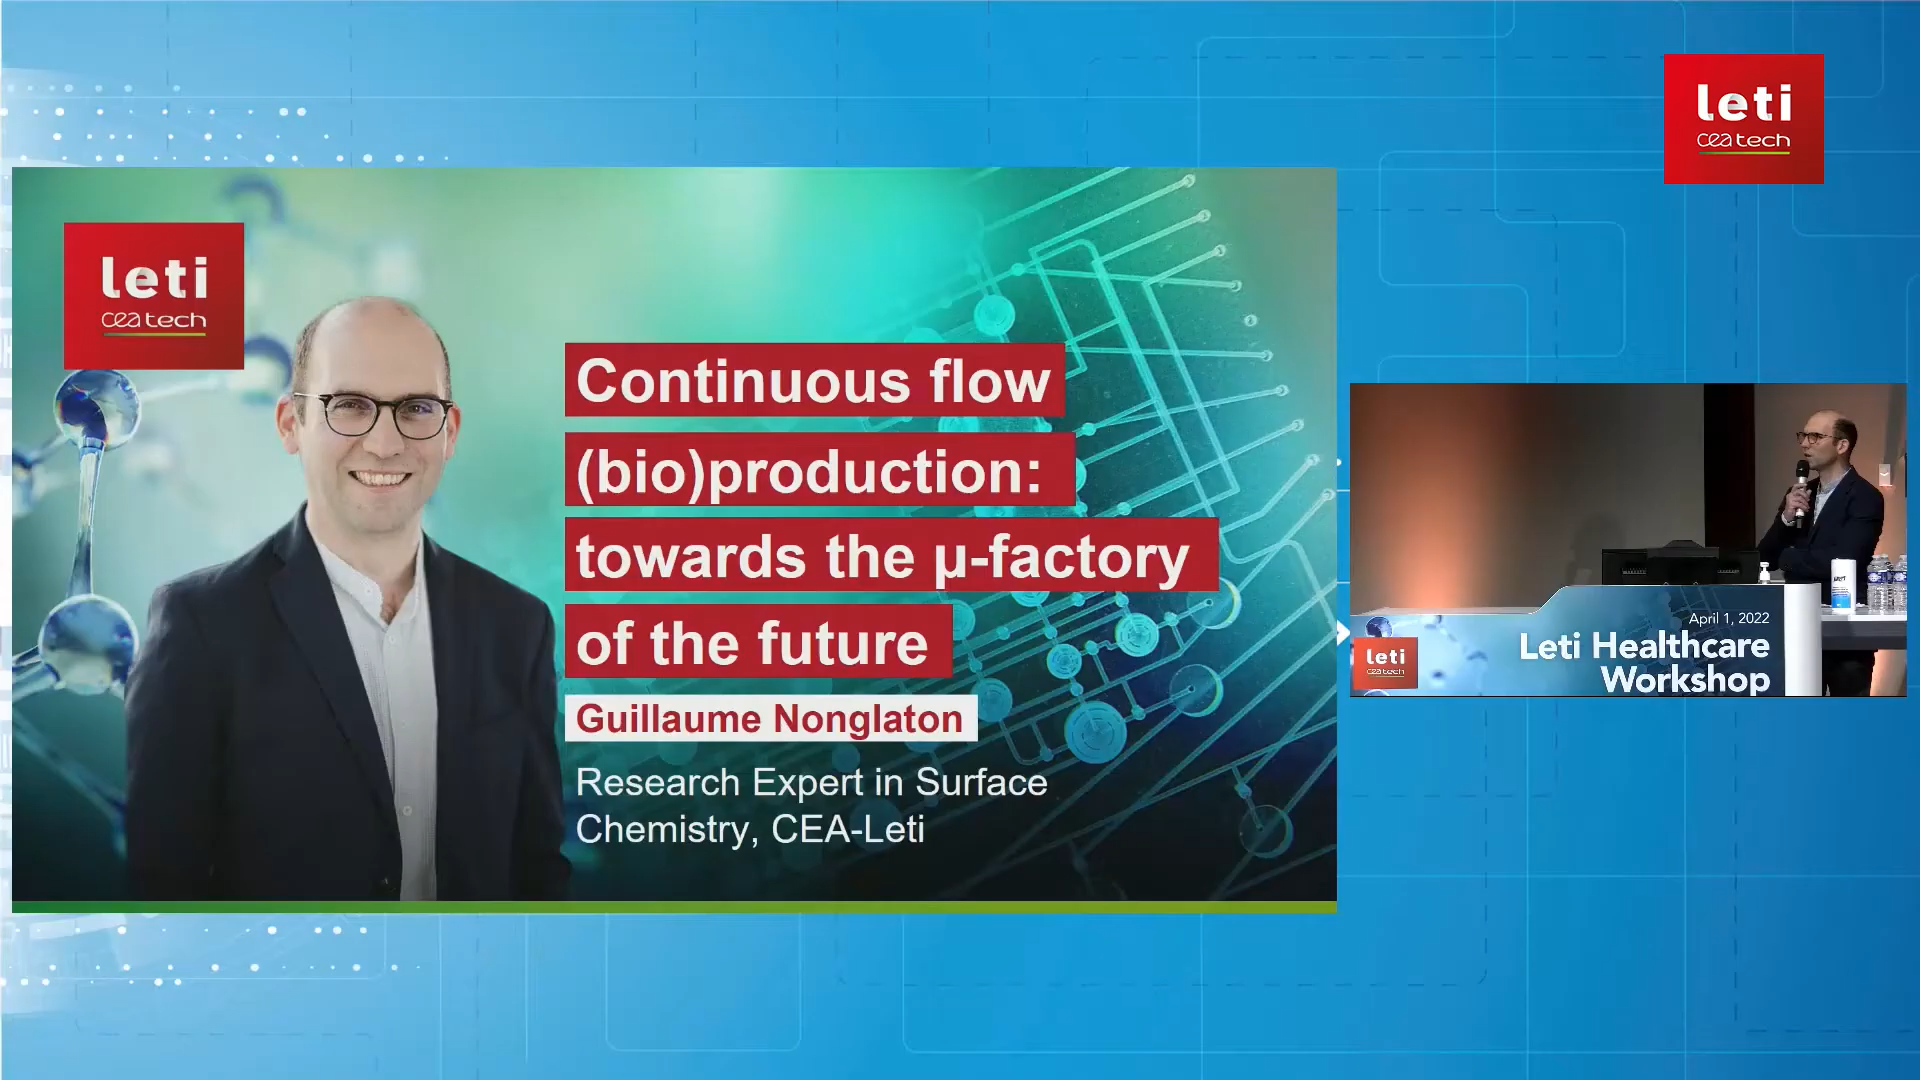 leti
cea tech
leti
cea tech
Continuous flow
(bio)production:
towards the µ-factory
of the future
Guillaume Nonglaton
Research Expert in Surface
Chemistry, CEA-Leti
April 1, 2022
Leti Healthcare
Workshop
leti
cea tech